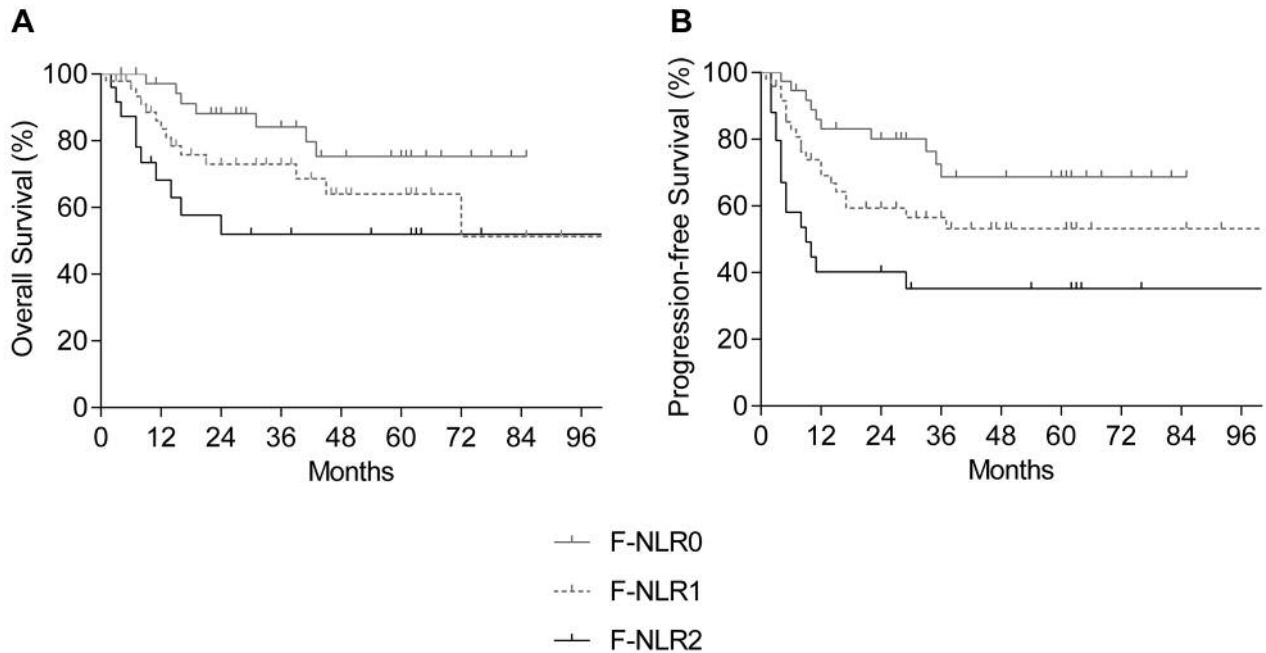 A
Overall Survival (%)
100
80
60
40
20
0
0 12 24 36 48 60 72 84 96
Months
B
Progression-free Survival (%)
100
80
60
40
20
0
0 12 24 36 48 60 72 84 96
Months
F-NLR0
F-NLR1
F-NLR2